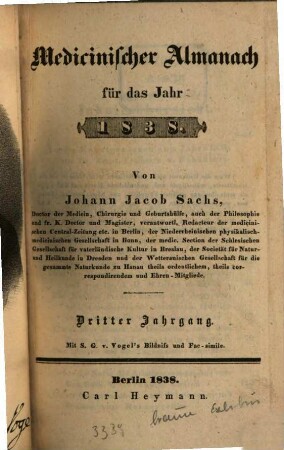 Medicinischer Almanach
für das Jahr
1838.
Von
Johann Jacob Sachs,
Doctor der Medicin, Chirurgie und Geburtshülfe, auch der Philosophie
und fr. K. Doctor und Magister, verantwortl. Redacteur der medicini-
schen Central-Zeitung etc. in Berlin, der Niederrheinischen physikalisch-
medicinischen Gesellschaft in Bonn, der medic. Section der Schlesischen
Gesellschaft für vaterländische Kultur in Breslau, der Societät für Natur-
und Heilkunde in Dresden und der Wetterauischen Gesellschaft für die
gesammte Naturkunde zu Hanau theils ordentlichem, theils cor-
respondirendem und Ehren-Mitgliede.
Dritter Jahrgang.
Mit S. G. v. Vogel's Bildniſs und Fac-simile.
Berlin 1838.
Carl Heymann.
3338